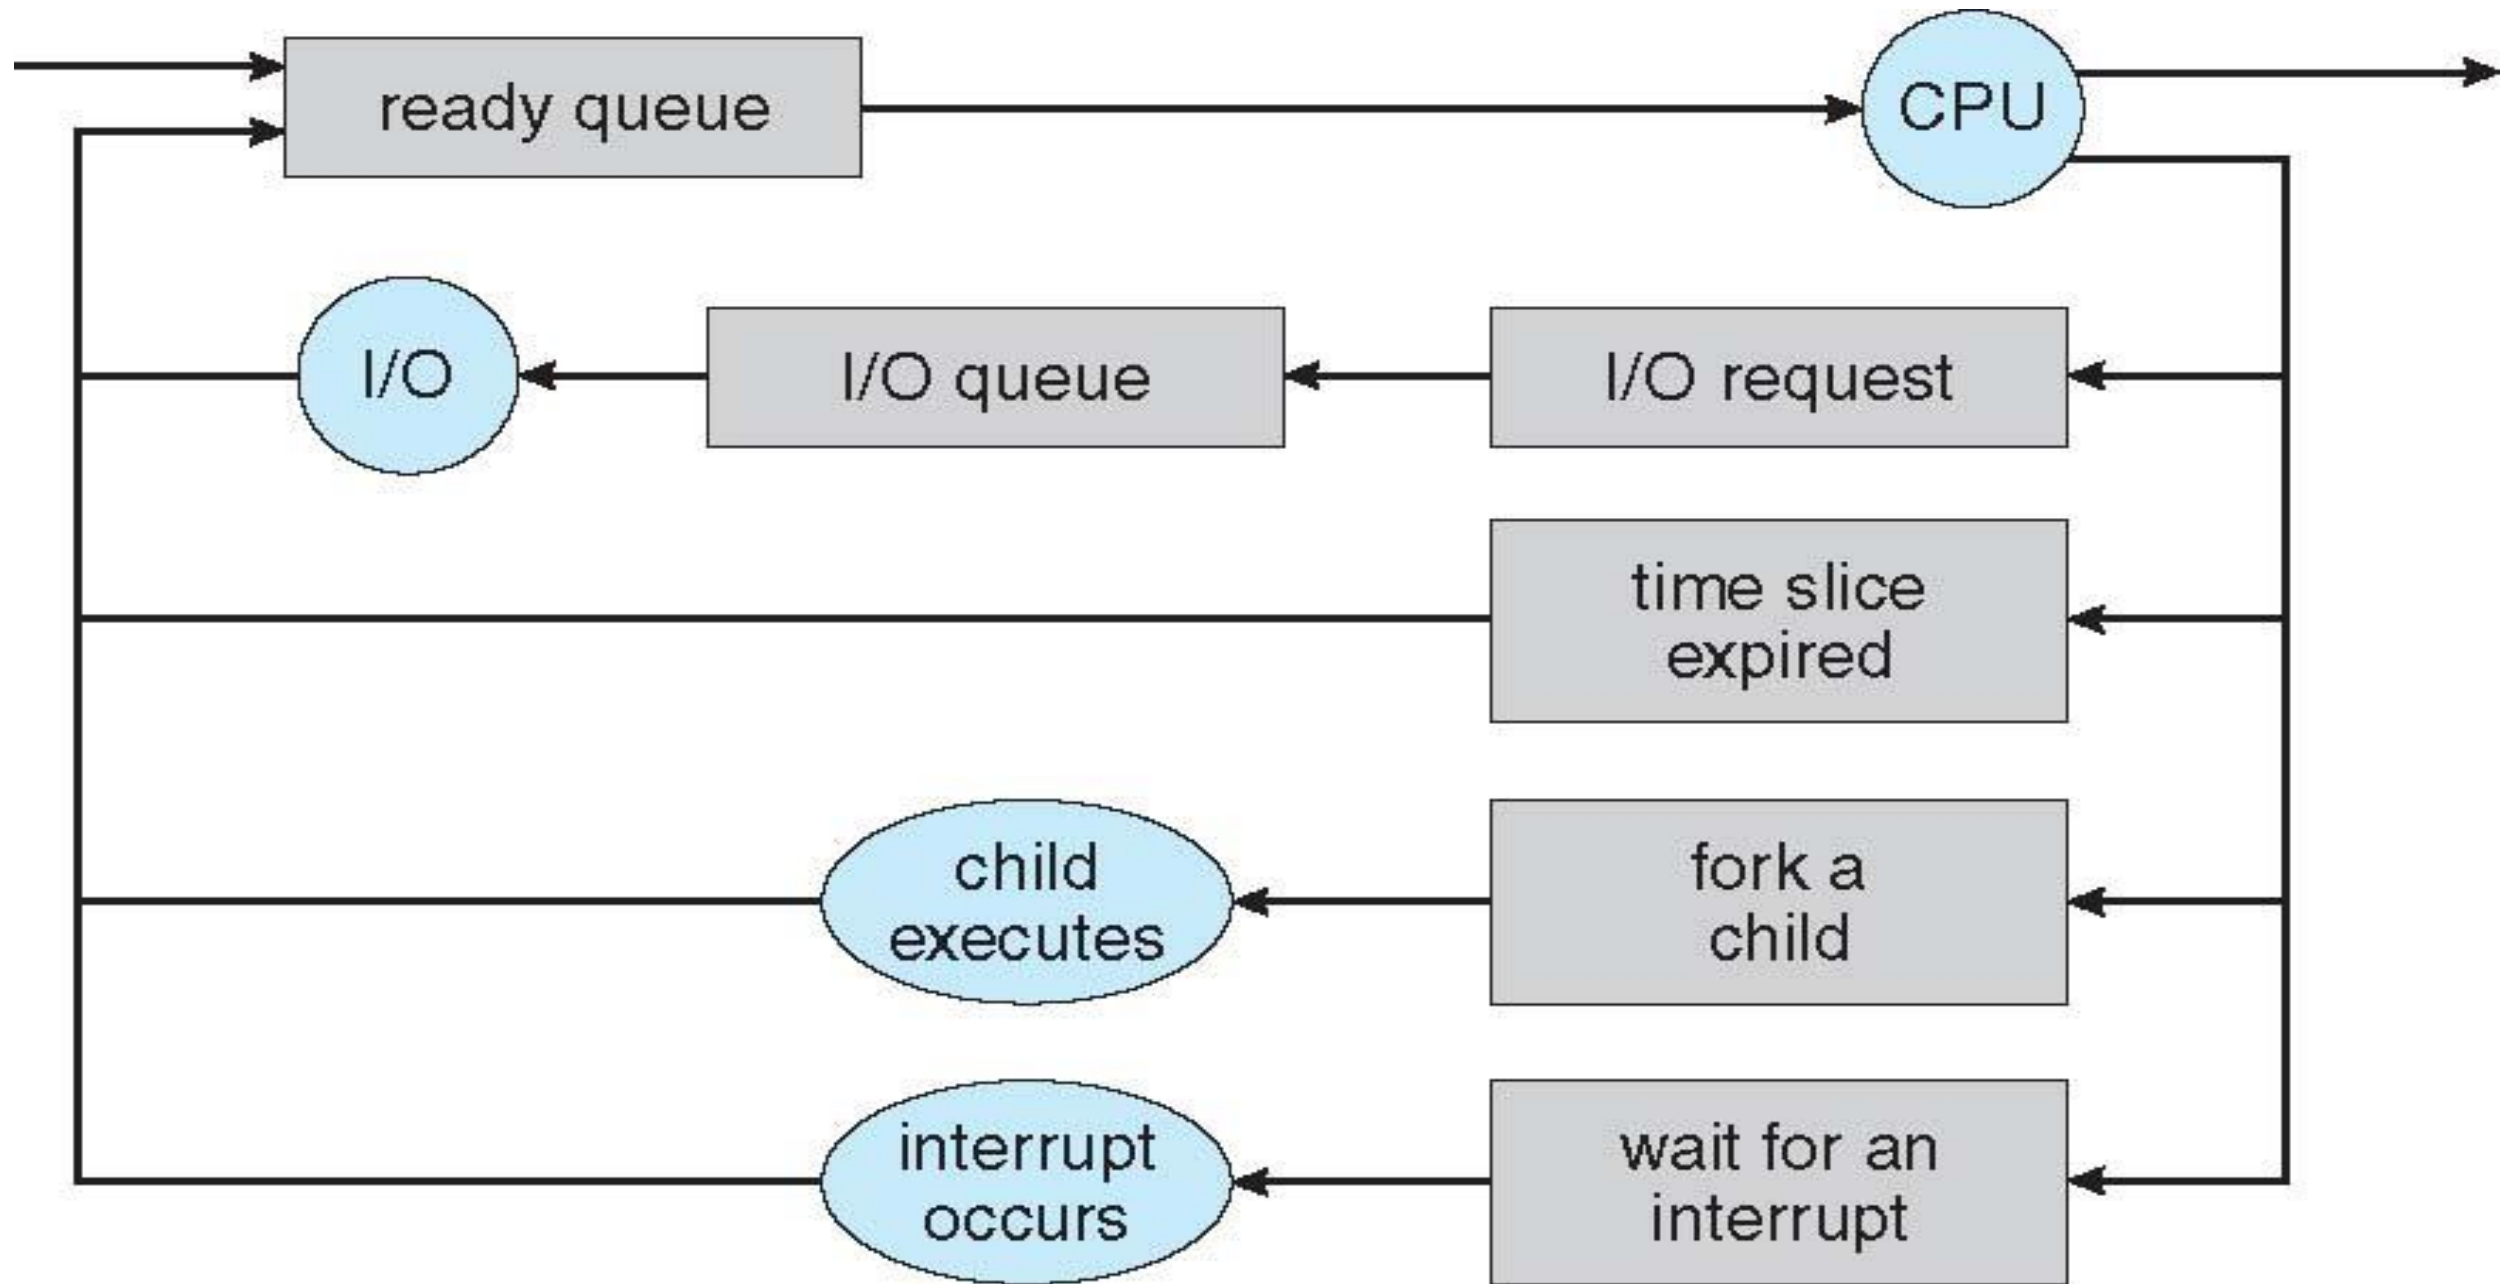 ready queue
CPU
I/O
I/O queue
I/O request
time slice
expired
child
executes
fork a
child
interrupt
occurs
wait for an
interrupt